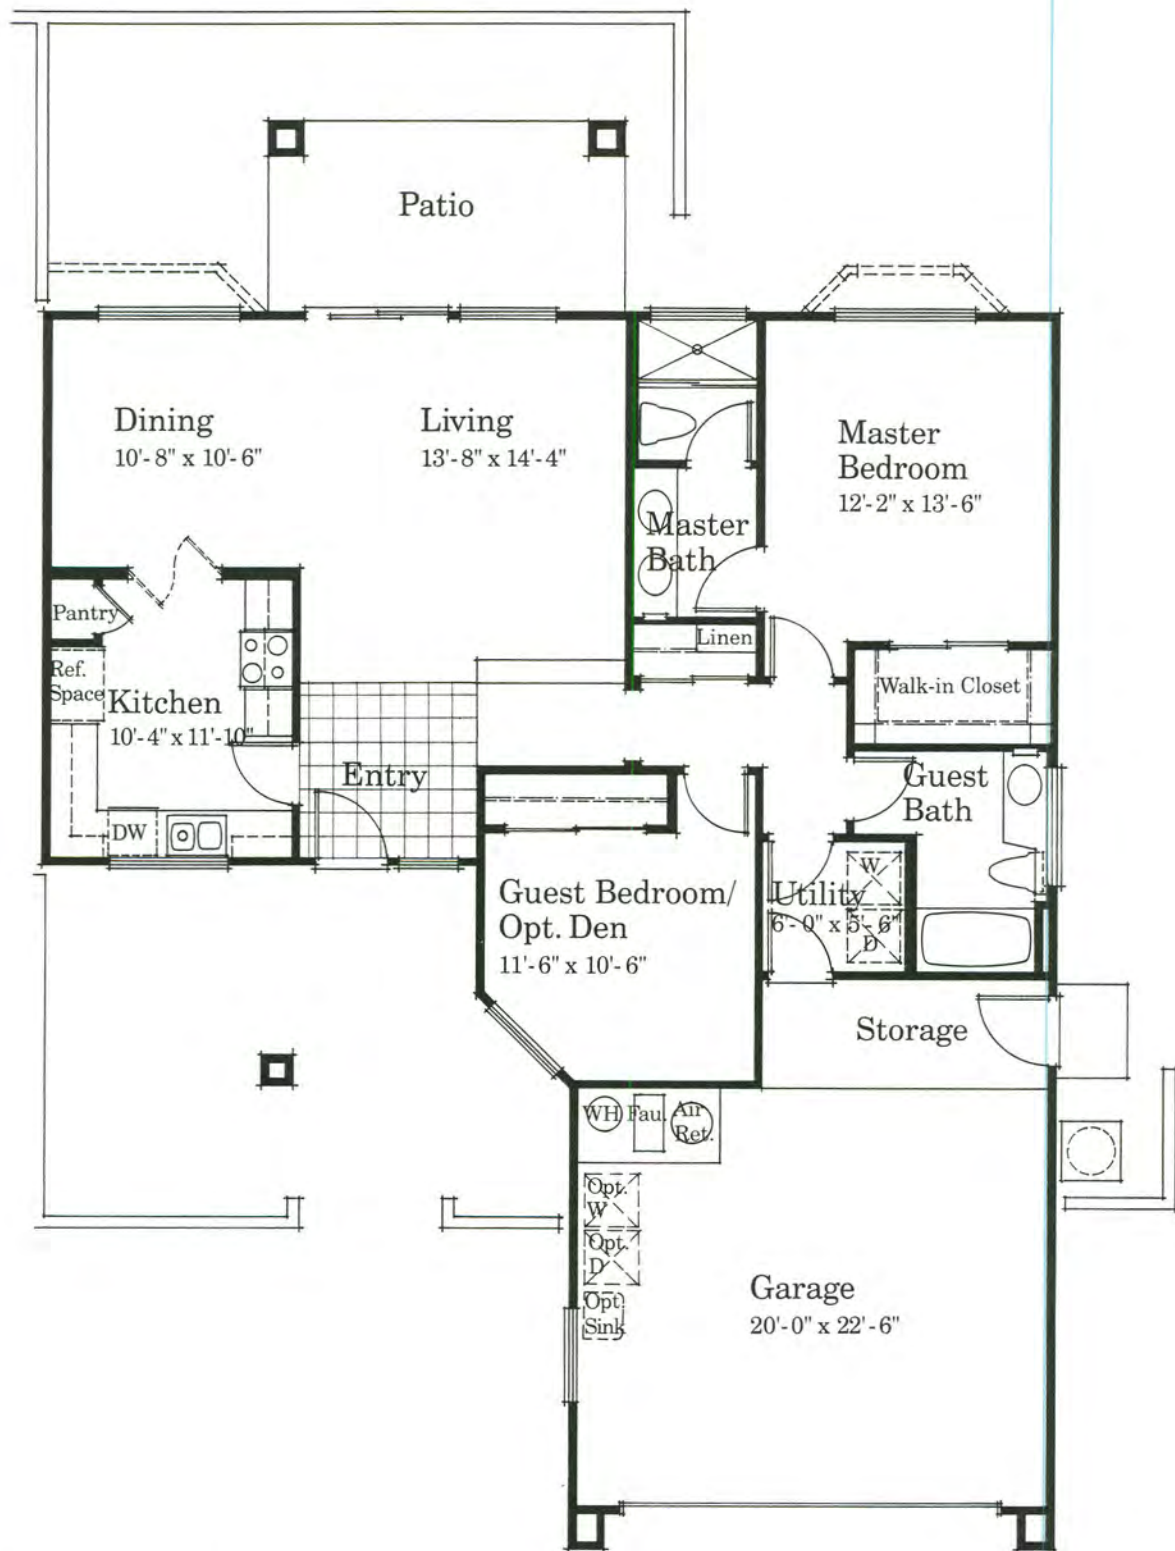 Patio
Dining
10'-8" x 10'-6"
Living
13'-8" x 14'-4"
Master
Bedroom
12'-2" x 13'-6"
Master
Bath
Pantry
Linen
Ref.
Space
Kitchen
10'-4" x 11'-10"
Walk-in Closet
Entry
Guest
Bath
DW
W
Utility
6'-0" x 5'-6"
D
Guest Bedroom/
Opt. Den
11'-6" x 10'-6"
Storage
WH
Fau.
Air
Ret.
Opt.
W
Opt.
D
Opt
Sink
Garage
20'-0" x 22'-6"